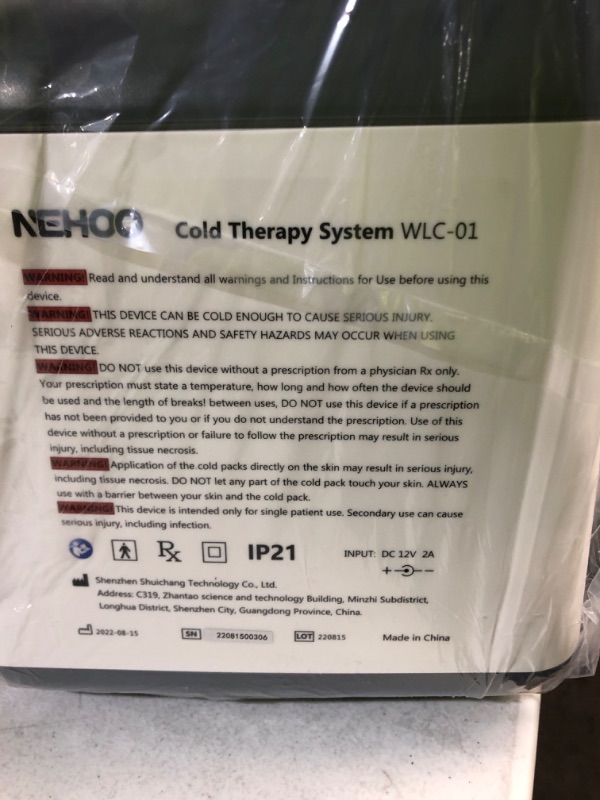 NEHOO Cold Therapy System WLC-01
WARNING! Read and understand all warnings and Instructions for Use before using this
device.
WARNING! THIS DEVICE CAN BE COLD ENOUGH TO CAUSE SERIOUS INJURY.
SERIOUS ADVERSE REACTIONS AND SAFETY HAZARDS MAY OCCUR WHEN USING
THIS DEVICE.
WARNING! DO NOT use this device without a prescription from a physician Rx only.
Your prescription must state a temperature, how long and how often the device should
be used and the length of breaks! between uses, DO NOT use this device if a prescription
has not been provided to you or if you do not understand the prescription. Use of this
device without a prescription or failure to follow the prescription may result in serious
injury, including tissue necrosis.
WARNING! Application of the cold packs directly on the skin may result in serious injury,
including tissue necrosis. DO NOT let any part of the cold pack touch your skin. ALWAYS
use with a barrier between your skin and the cold pack.
WARNING! This device is intended only for single patient use. Secondary use can cause
serious injury, including infection.
Rx IP21 INPUT: DC 12V 2A
Shenzhen Shuichang Technology Co., Ltd.
Address: C319, Zhantao science and technology Building, Minzhi Subdistrict,
Longhua District, Shenzhen City, Guangdong Province, China.
2022-08-15 SN 22081500306 LOT 220815 Made in China